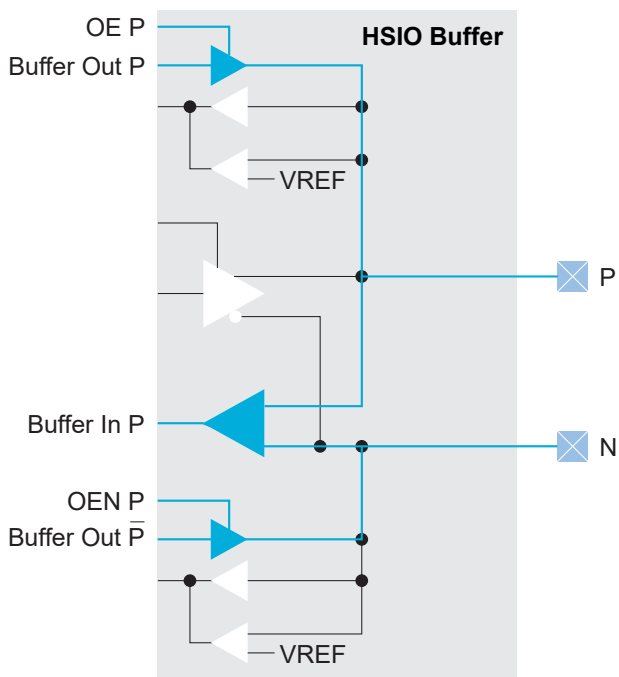 OE P
HSIO Buffer
Buffer Out P
VREF
P
Buffer In P
N
OEN P
Buffer Out P̅
VREF